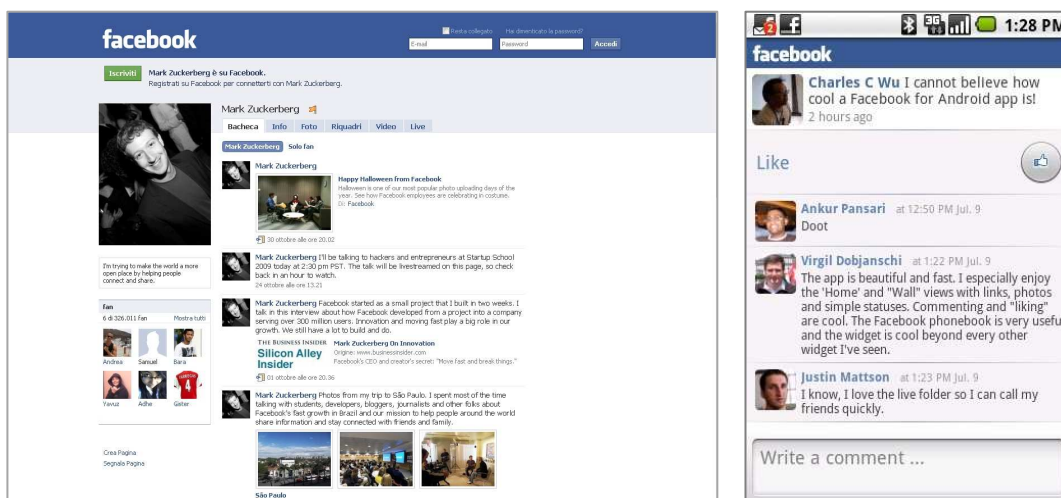 facebook
Resta collegato
Hai dimenticato la password?
E-mail
Password
Accedi
Iscriviti
Mark Zuckerberg è su Facebook.
Registrati su Facebook per connetterti con Mark Zuckerberg.
Mark Zuckerberg
Bacheca Info Foto Riquadri Video Live
Mark Zuckerberg Solo fan
Mark Zuckerberg
Happy Halloween from Facebook
Halloween is one of our most popular photo uploading days of the
year. See how Facebook employees are celebrating in costume.
Di: Facebook
30 ottobre alle ore 20.02
Mark Zuckerberg I'll be talking to hackers and entrepreneurs at Startup School
2009 today at 2:30 pm PST. The talk will be livestreamed on this page, so check
back in an hour to watch.
24 ottobre alle ore 13.21
Mark Zuckerberg Facebook started as a small project that I built in two weeks. I
talk in this interview about how Facebook developed from a project into a company
serving over 300 million users. Innovation and moving fast play a big role in our
growth. We still have a lot to build and do.
THE BUSINESS INSIDER
Silicon Alley
Insider
Mark Zuckerberg On Innovation
Origine: www.businessinsider.com
Facebook's CEO and creator's secret: "Move fast and break things."
01 ottobre alle ore 20.36
Mark Zuckerberg Photos from my trip to São Paulo. I spent most of the time
talking with students, developers, bloggers, journalists and other folks about
Facebook's fast growth in Brazil and our mission to help people around the world
share information and stay connected with friends and family.
São Paulo
I'm trying to make the world a more
open place by helping people
connect and share.
fan
6 di 326.011 fan Mostra tutti
Andrea Samuel Bara
Yavuz Adhe Geter
Crea Pagina
Segnala Pagina
2
3G
1:28 PM
facebook
Charles C Wu I cannot believe how
cool a Facebook for Android app is!
2 hours ago
Like
Ankur Pansari at 12:50 PM Jul. 9
Doot
Virgil Dobjanschi at 1:22 PM Jul. 9
The app is beautiful and fast. I especially enjoy
the 'Home' and "Wall" views with links, photos
and simple statuses. Commenting and "liking"
are cool. The Facebook phonebook is very usefu
and the widget is cool beyond every other
widget I've seen.
Justin Mattson at 1:23 PM Jul. 9
I know, I love the live folder so I can call my
friends quickly.
Write a comment ...